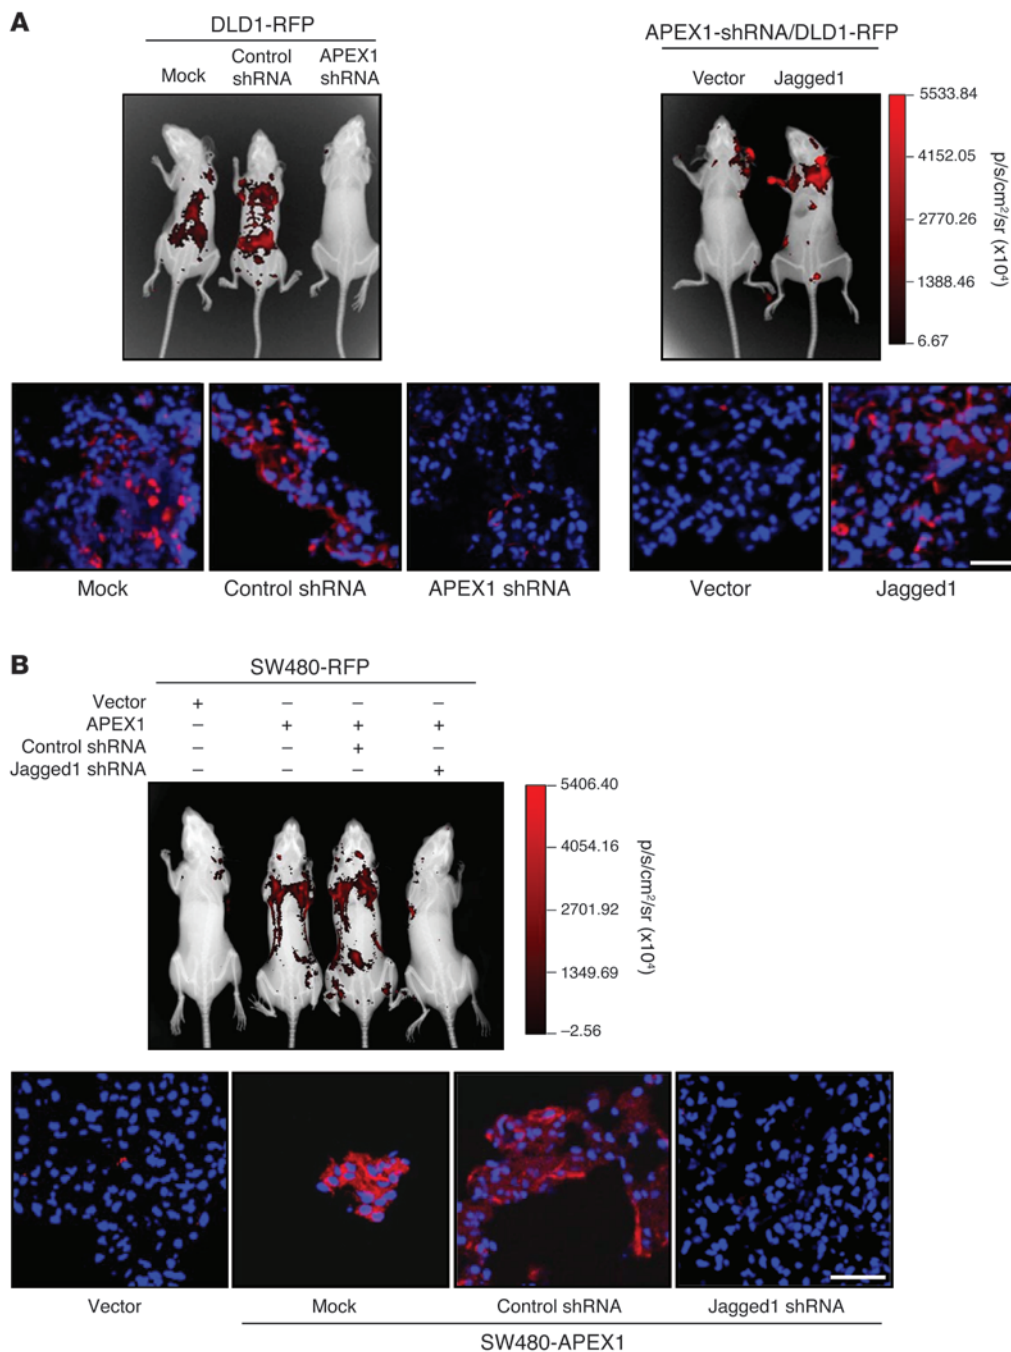 A
DLD1-RFP
Mock
Control shRNA
APEX1 shRNA
APEX1-shRNA/DLD1-RFP
Vector Jagged1
5533.84
4152.05
2770.26
1388.46
6.67
p/s/cm²/sr (x10⁴)
Mock
Control shRNA
APEX1 shRNA
Vector
Jagged1
B
SW480-RFP
Vector + – – –
APEX1 – + + +
Control shRNA – – + –
Jagged1 shRNA – – – +
5406.40
4054.16
2701.92
1349.69
–2.56
p/s/cm²/sr (x10⁴)
Vector
Mock
Control shRNA
Jagged1 shRNA
SW480-APEX1